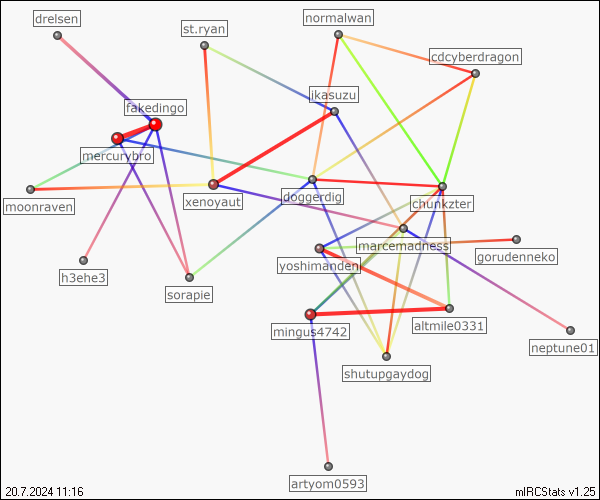 normalwan
drelsen
st.ryan
cdcyberdragon
jkasuzu
fakedingo
mercurybro
doggerdig
moonraven
xenoyaut
chunkzter
marcemadness
gorudenneko
yoshimanden
h3ehe3
sorapie
mingus4742
altmile0331
neptune01
shutupgaydog
artyom0593
20.7.2024 11:16
mIRCStats v1.25